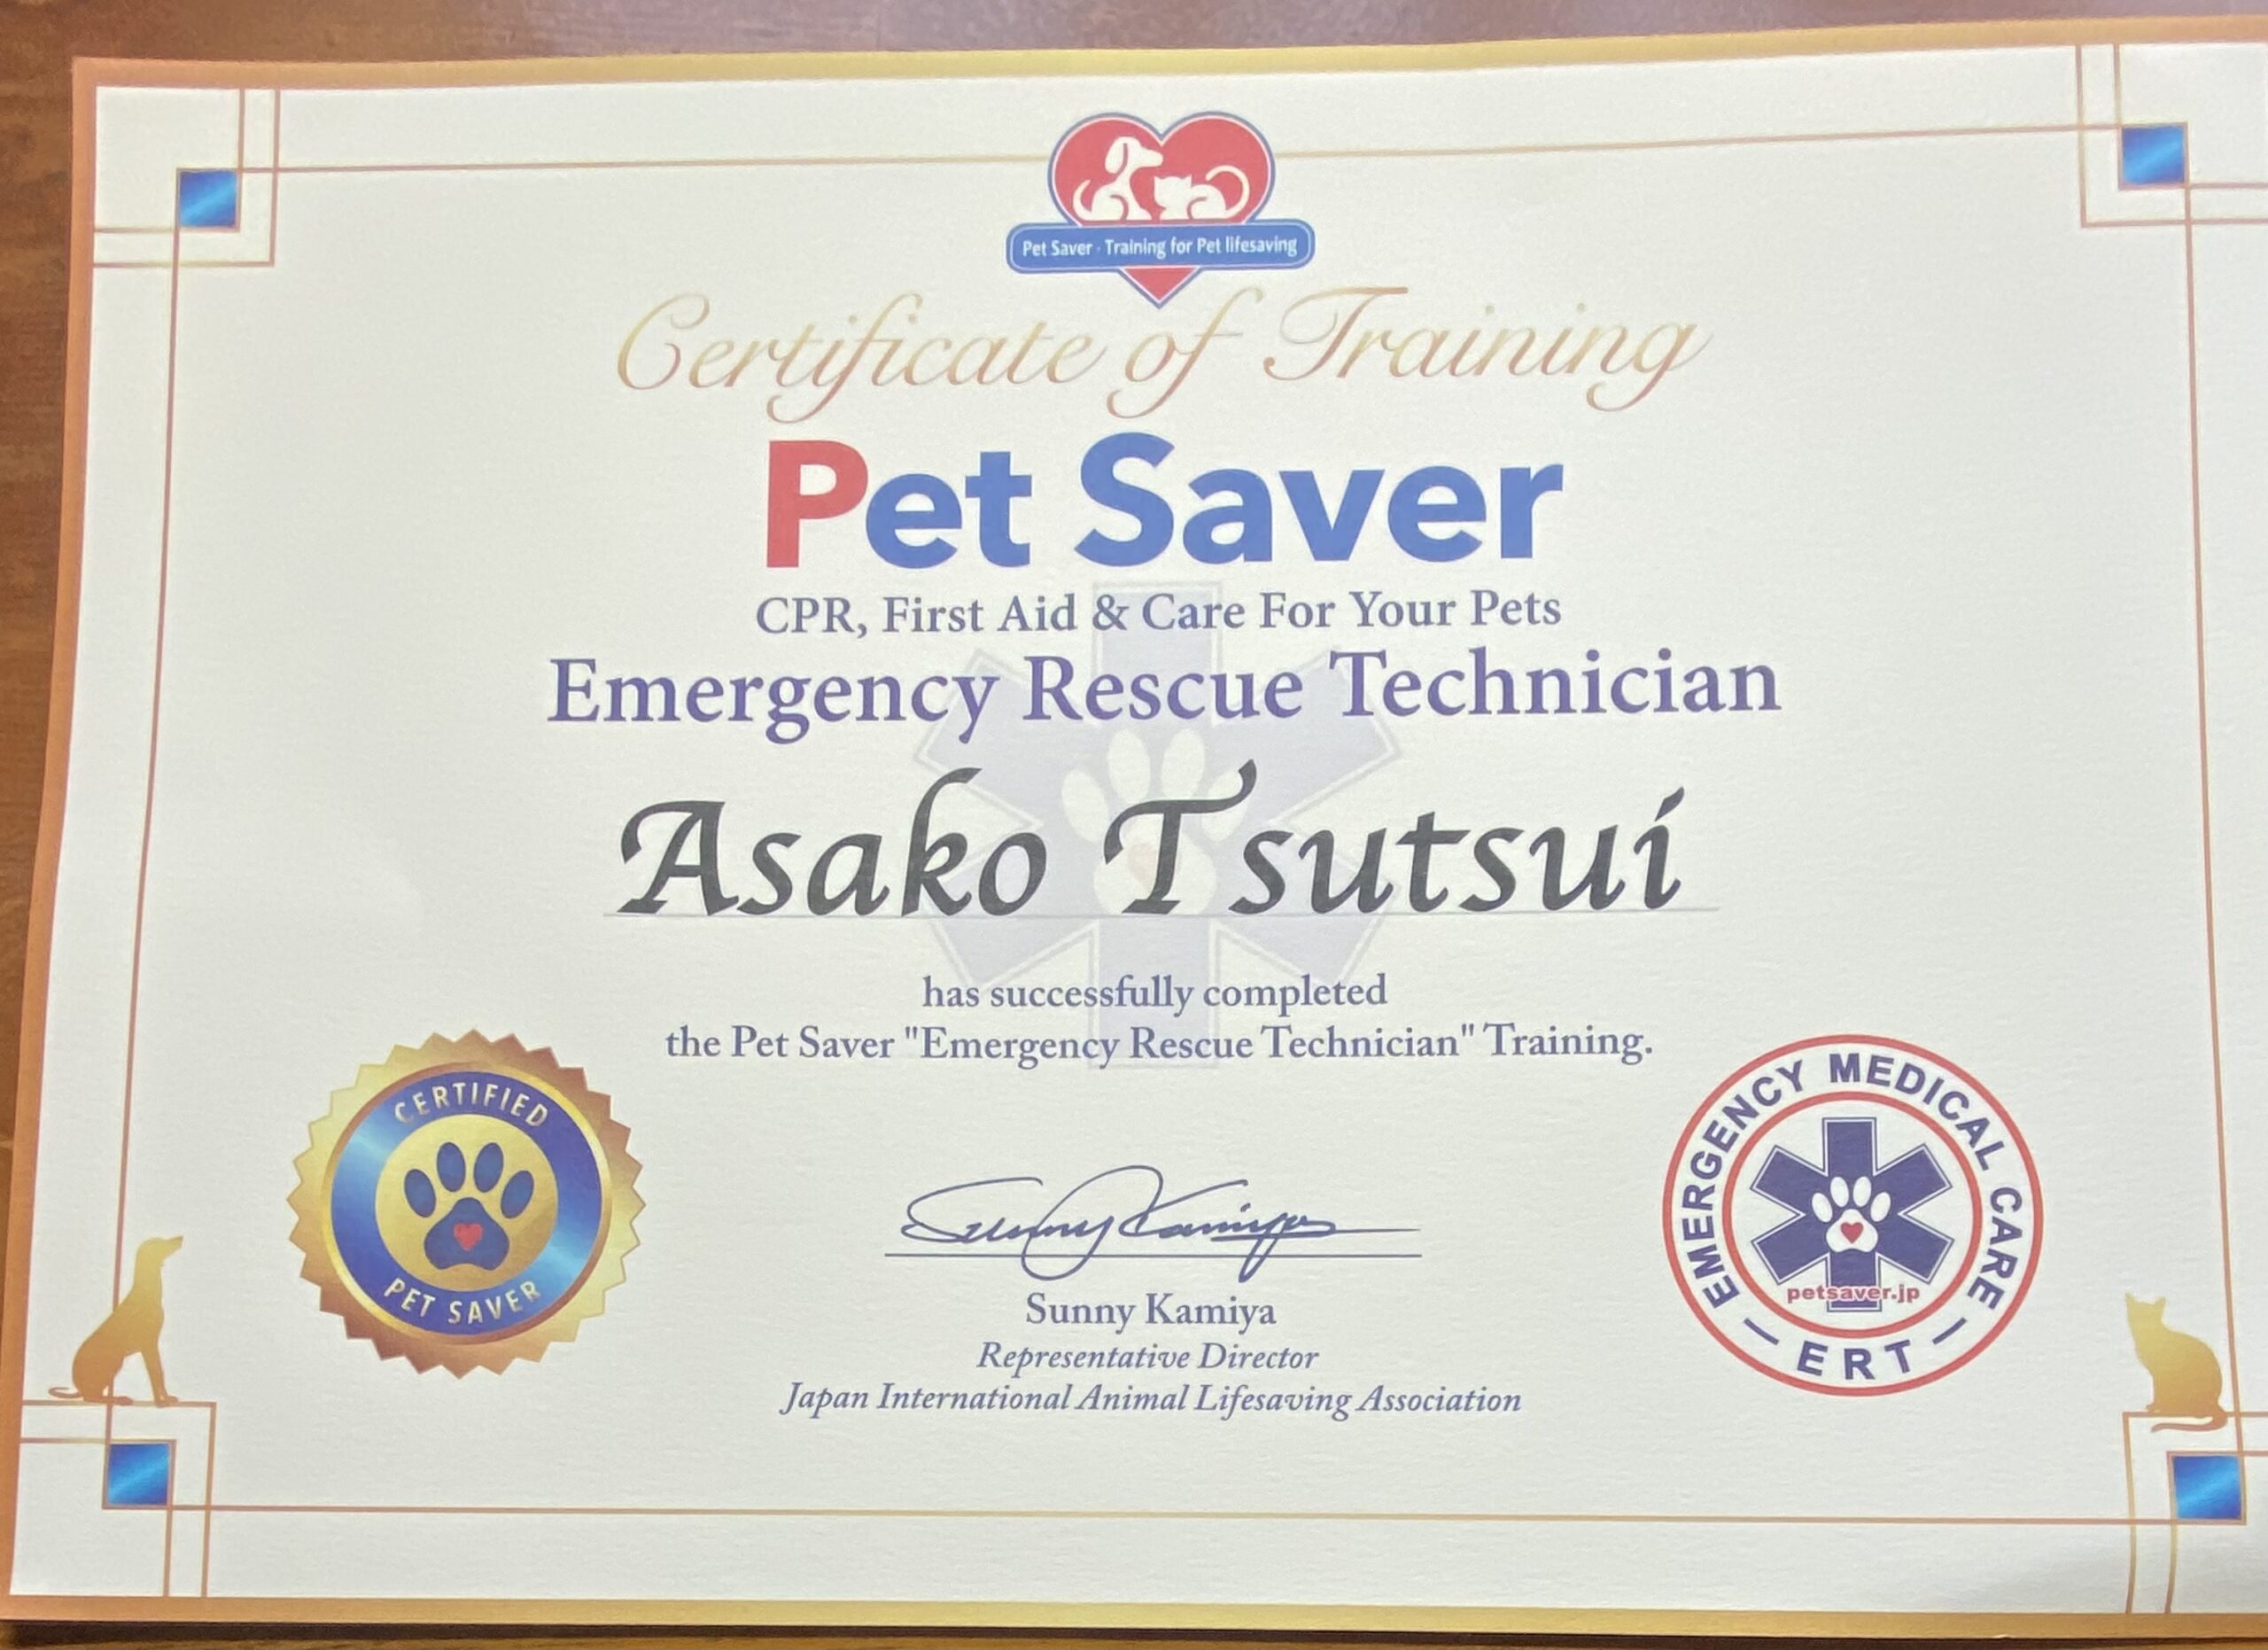 Pet Saver · Training for Pet lifesaving
Certificate of Training
Pet Saver
CPR, First Aid & Care For Your Pets
Emergency Rescue Technician
Asako Tsutsui
has successfully completed
the Pet Saver "Emergency Rescue Technician" Training.
CERTIFIED
PET SAVER
Sunny Kamiya
Sunny Kamiya
Representative Director
Japan International Animal Lifesaving Association
EMERGENCY MEDICAL CARE
petsaver.jp
— ERT —